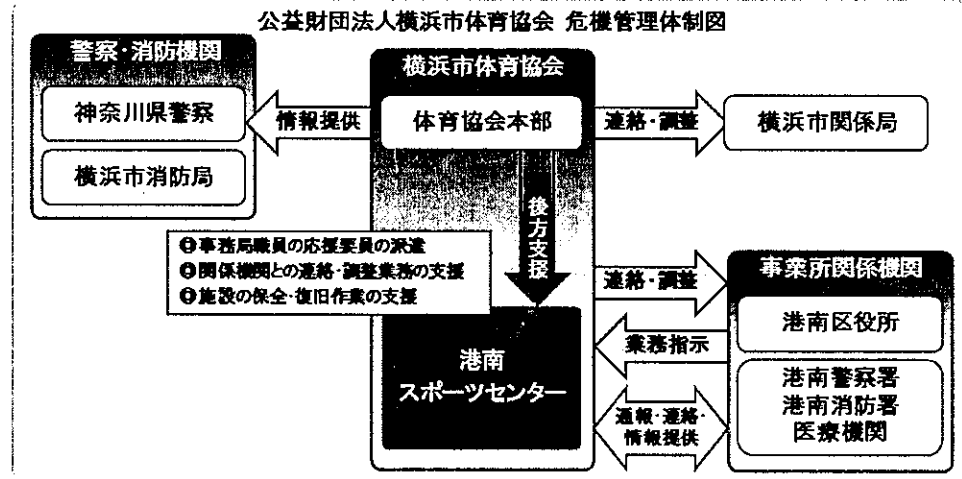 公益財団法人横浜市体育協会 危機管理体制図
警察・消防機関
神奈川県警察
横浜市消防局
情報提供
横浜市体育協会
体育協会本部
連絡・調整
横浜市関係局
後方支援
❶事務局職員の応援要員の派遣
❷関係機関との連絡・調整業務の支援
❸施設の保全・復旧作業の支援
港南
スポーツセンター
連絡・調整
業務指示
通報・連絡・
情報提供
事業所関係機関
港南区役所
港南警察署
港南消防署
医療機関